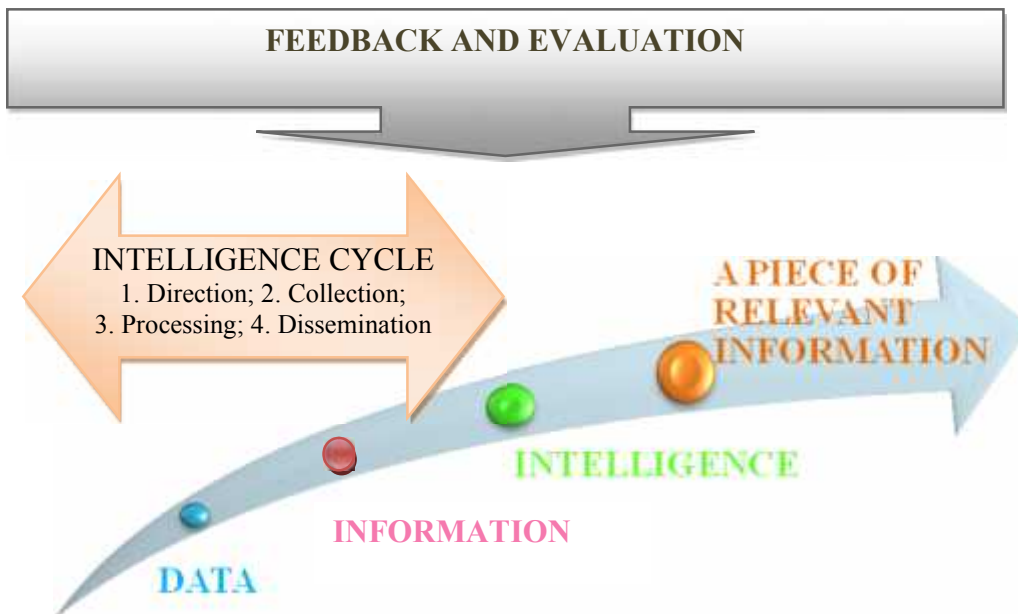 FEEDBACK AND EVALUATION
INTELLIGENCE CYCLE
1. Direction; 2. Collection;
3. Processing; 4. Dissemination
A PIECE OF
RELEVANT
INFORMATION
INTELLIGENCE
INFORMATION
DATA